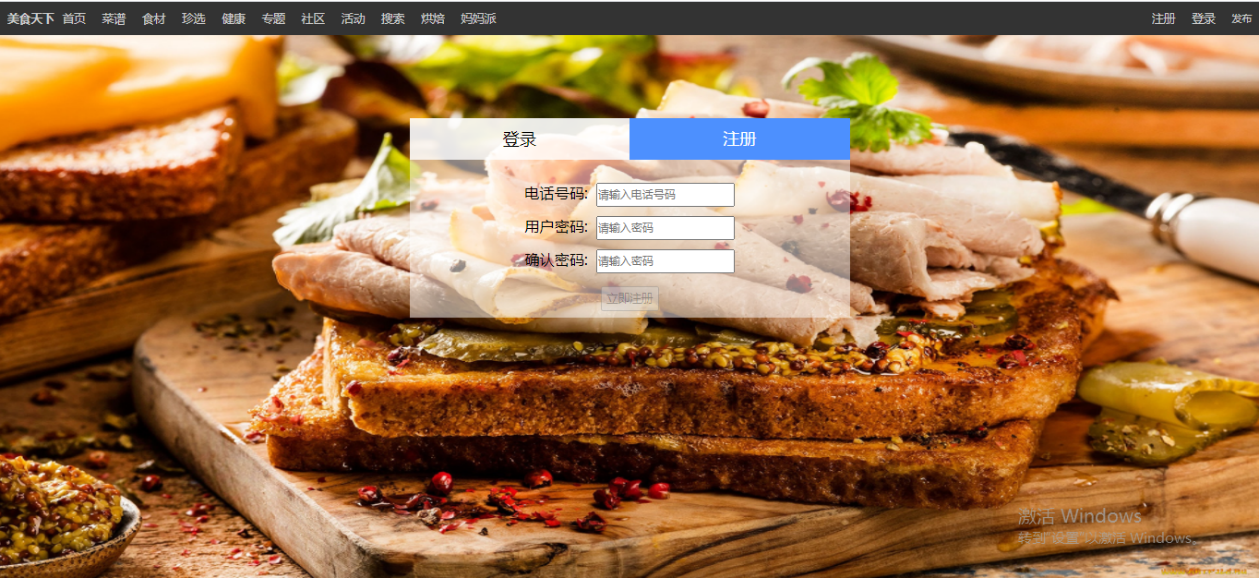 美食天下 首页 菜谱 食材 珍选 健康 专题 社区 活动 搜索 烘焙 妈妈派 注册 登录 发布
登录 注册
电话号码: 请输入电话号码
用户密码: 请输入密码
确认密码: 请输入密码
立即注册
激活 Windows
转到"设置"以激活 Windows。